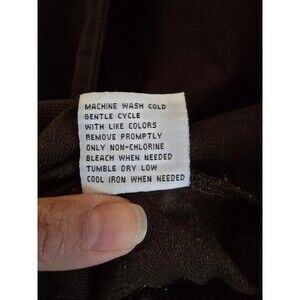 MACHINE WASH COLD
GENTLE CYCLE
WITH LIKE COLORS
REMOVE PROMPTLY
ONLY NON-CHLORINE
BLEACH WHEN NEEDED
TUMBLE DRY LOW
COOL IRON WHEN NEEDED